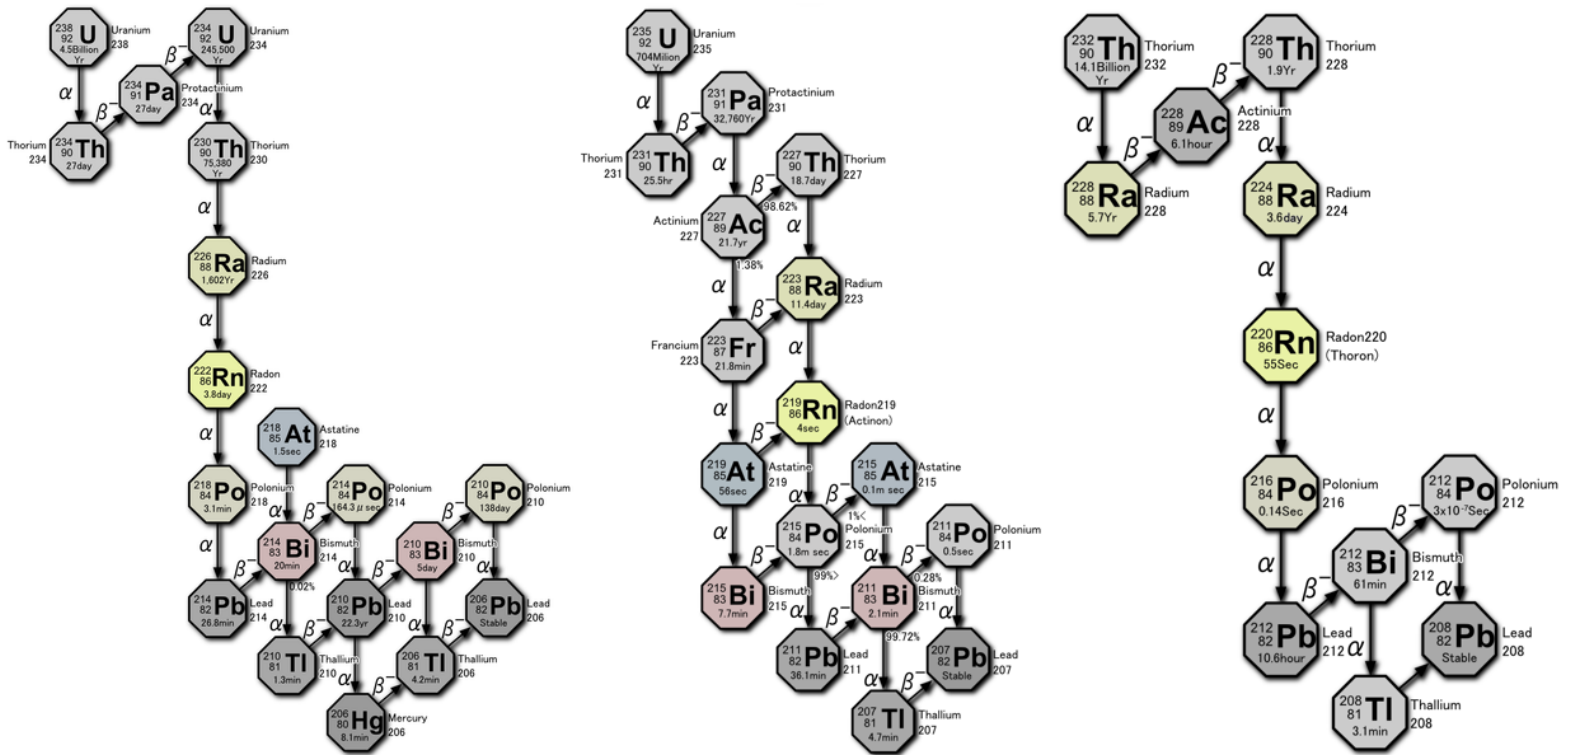 238
92 U
4.5Billion
Yr
Uranium
238
α
234
90 Th
27day
Thorium
234
β−
234
91 Pa
27day
Protactinium
234
β−
234
92 U
245,500
Yr
Uranium
234
α
230
90 Th
75,380
Yr
Thorium
230
α
226
88 Ra
1,602Yr
Radium
226
α
222
86 Rn
3.8day
Radon
222
α
218
84 Po
3.1min
Polonium
218
α
214
82 Pb
26.8min
Lead
214
β−
218
85 At
1.5sec
Astatine
218
α
214
83 Bi
20min
Bismuth
214
0.02%
β−
214
84 Po
164.3 μ sec
Polonium
214
α
α
210
81 Tl
1.3min
Thallium
210
β−
210
82 Pb
22.3yr
Lead
210
β−
α
210
83 Bi
5day
Bismuth
210
β−
α
210
84 Po
138day
Polonium
210
α
206
80 Hg
8.1min
Mercury
206
β−
206
81 Tl
4.2min
Thallium
206
β−
206
82 Pb
Stable
Lead
206
235
92 U
704Milion
Yr
Uranium
235
α
231
90 Th
25.5hr
Thorium
231
β−
231
91 Pa
32,760Yr
Protactinium
231
α
227
89 Ac
21.7yr
Actinium
227
β−
98.62%
1.38%
227
90 Th
18.7day
Thorium
227
α
α
223
87 Fr
21.8min
Francium
223
β−
223
88 Ra
11.4day
Radium
223
α
α
219
85 At
56sec
Astatine
219
β−
219
86 Rn
4sec
Radon219
(Actinon)
α
α
215
83 Bi
7.7min
Bismuth
215
β−
215
84 Po
1.8m sec
Polonium
215
1%<
99%>
β−
215
85 At
0.1m sec
Astatine
215
α
α
211
82 Pb
36.1min
Lead
211
β−
211
83 Bi
2.1min
Bismuth
211
0.28%
99.72%
β−
211
84 Po
0.5sec
Polonium
211
α
α
207
81 Tl
4.7min
Thallium
207
β−
207
82 Pb
Stable
Lead
207
232
90 Th
14.1Billion
Yr
Thorium
232
α
228
88 Ra
5.7Yr
Radium
228
β−
228
89 Ac
6.1hour
Actinium
228
β−
228
90 Th
1.9Yr
Thorium
228
α
224
88 Ra
3.6day
Radium
224
α
220
86 Rn
55Sec
Radon220
(Thoron)
α
216
84 Po
0.14Sec
Polonium
216
α
212
82 Pb
10.6hour
Lead
212
β−
212
83 Bi
61min
Bismuth
212
β−
212
84 Po
3x10⁻⁷Sec
Polonium
212
α
α
208
81 Tl
3.1min
Thallium
208
208
82 Pb
Stable
Lead
208